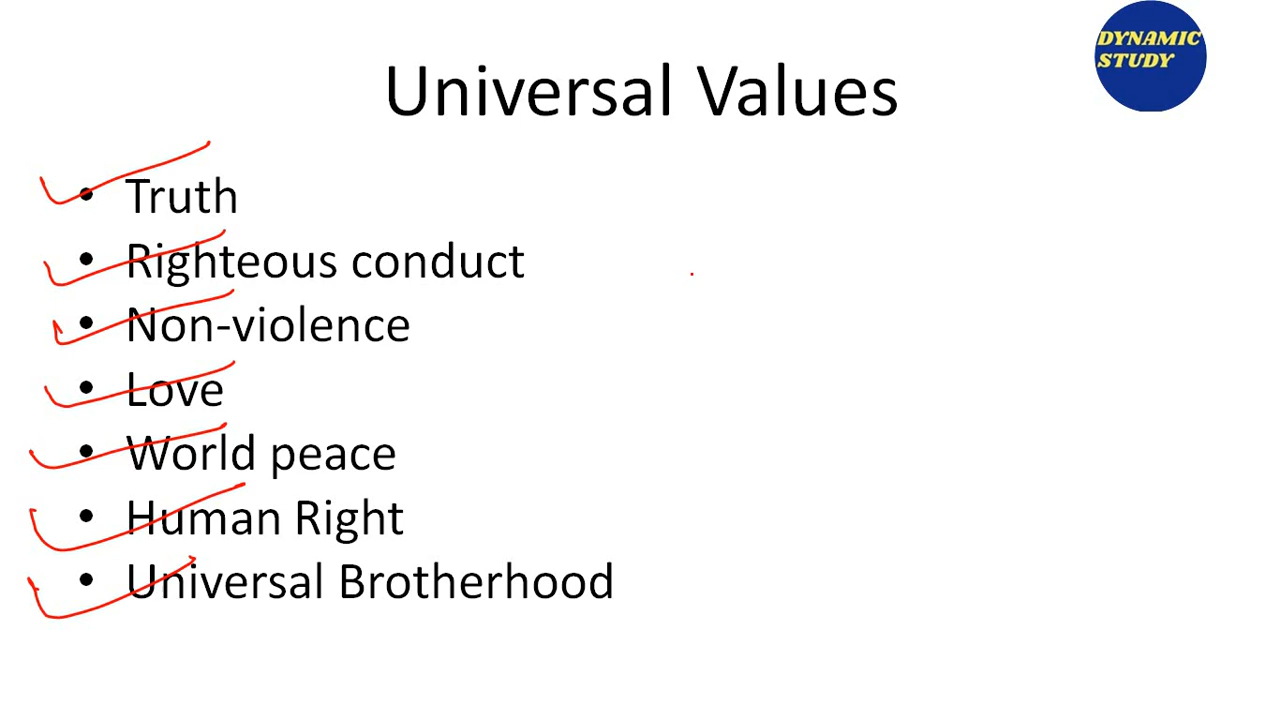 DYNAMIC
STUDY
Universal Values
• Truth
• Righteous conduct
• Non-violence
• Love
• World peace
• Human Right
• Universal Brotherhood